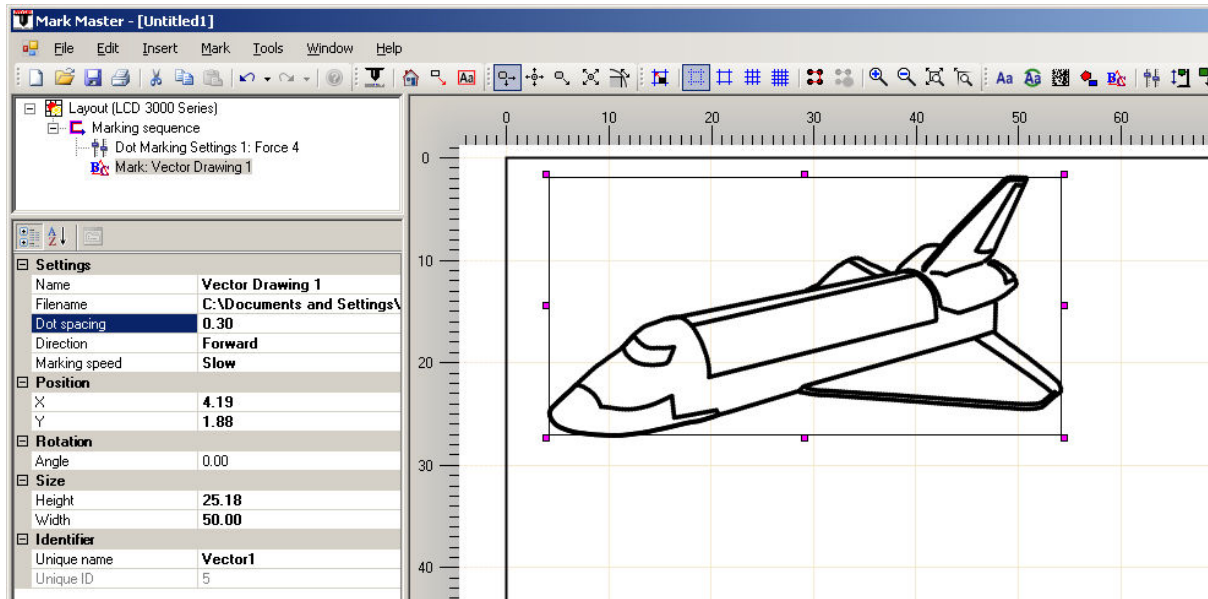 Mark Master - [Untitled1]
File Edit Insert Mark Tools Window Help
Aa Aa Aa B
Layout (LCD 3000 Series)
Marking sequence
Dot Marking Settings 1: Force 4
Mark: Vector Drawing 1
0 10 20 30 40 50 60
0
10
20
30
40
A
Z
Settings
Name Vector Drawing 1
Filename C:\Documents and Settings\
Dot spacing 0.30
Direction Forward
Marking speed Slow
Position
X 4.19
Y 1.88
Rotation
Angle 0.00
Size
Height 25.18
Width 50.00
Identifier
Unique name Vector1
Unique ID 5